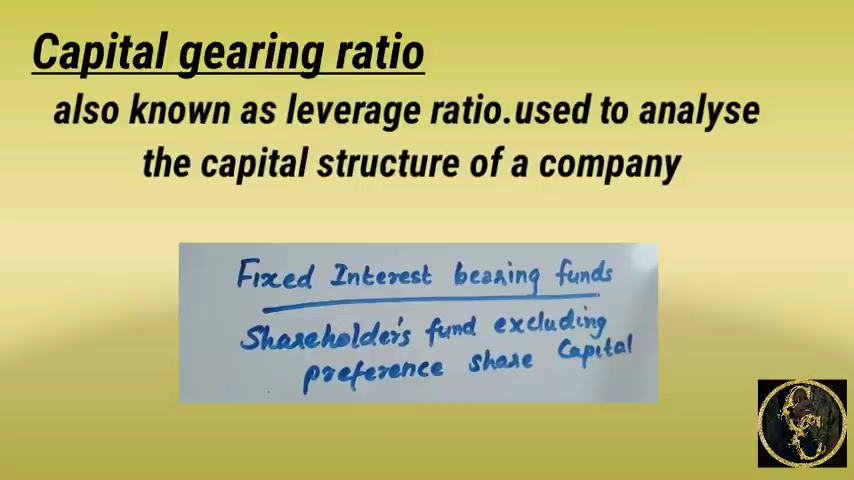 Capital gearing ratio
also known as leverage ratio.used to analyse
the capital structure of a company
Fixed Interest bearing funds
Shareholder's fund excluding
preference share Capital